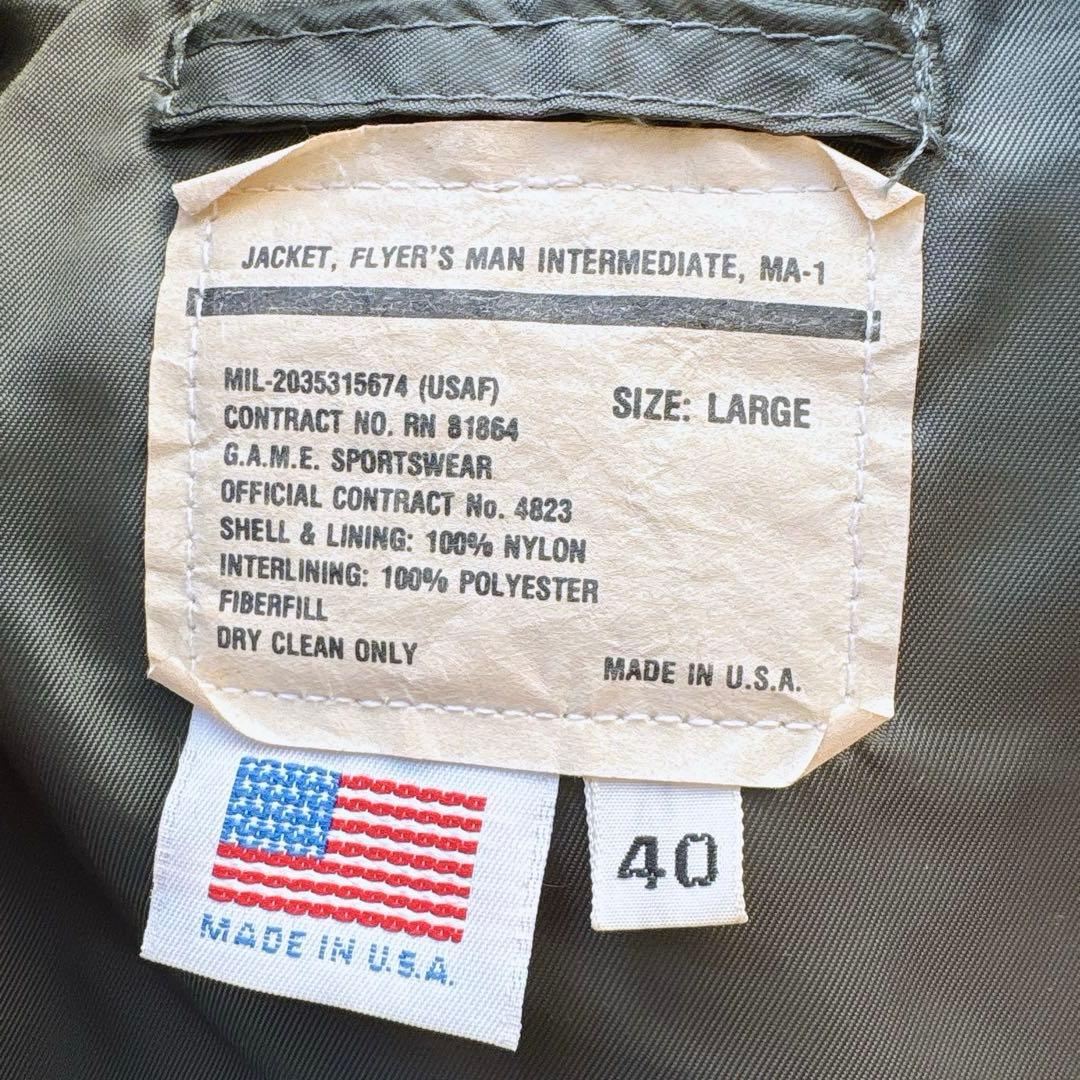 JACKET, FLYER'S MAN INTERMEDIATE, MA-1
MIL-2035315674 (USAF)
SIZE: LARGE
CONTRACT NO. RN 81864
G.A.M.E. SPORTSWEAR
OFFICIAL CONTRACT No. 4823
SHELL & LINING: 100% NYLON
INTERLINING: 100% POLYESTER
FIBERFILL
DRY CLEAN ONLY
MADE IN U.S.A.
MADE IN U.S.A.
40